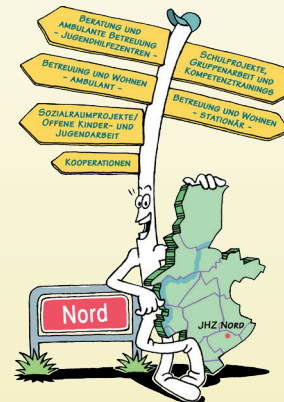 BERATUNG UND
AMBULANTE BETREUUNG
- JUGENDHILFEZENTREN -
SCHULPROJEKTE,
GRUPPENARBEIT UND
KOMPETENZTRAININGS
BETREUUNG UND WOHNEN
- AMBULANT -
BETREUUNG UND WOHNEN
- STATIONÄR -
SOZIALRAUMPROJEKTE/
OFFENE KINDER- UND
JUGENDARBEIT
KOOPERATIONEN
Nord
JHZ NORD